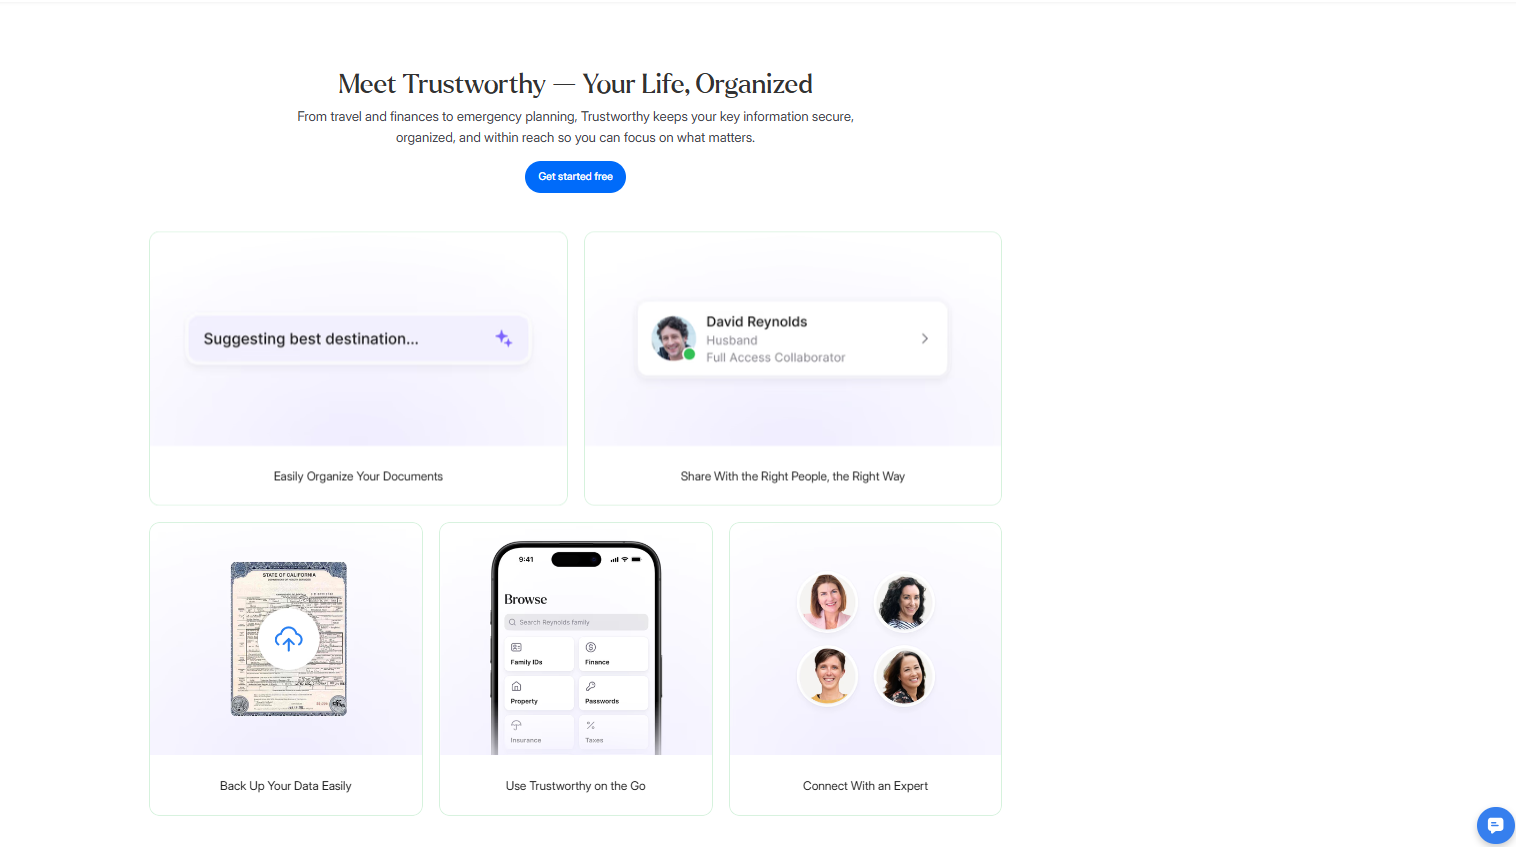 Meet Trustworthy — Your Life, Organized
From travel and finances to emergency planning, Trustworthy keeps your key information secure,
organized, and within reach so you can focus on what matters.
Get started free
Suggesting best destination...
David Reynolds
Husband
Full Access Collaborator
Easily Organize Your Documents
Share With the Right People, the Right Way
STATE OF CALIFORNIA
9:41
Browse
Search Reynolds family
Family IDs
Finance
Property
Passwords
Insurance
Taxes
Back Up Your Data Easily
Use Trustworthy on the Go
Connect With an Expert